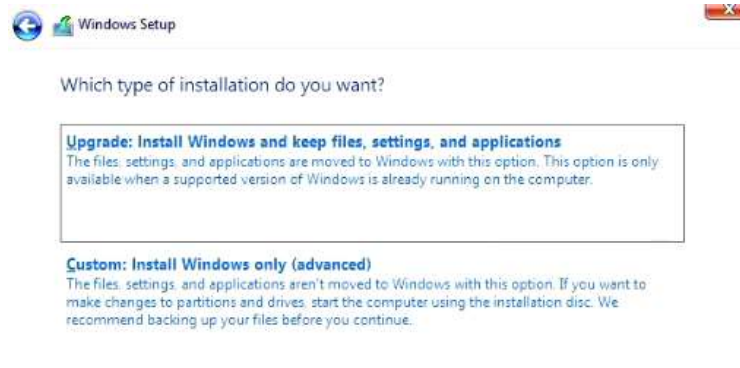 Windows Setup
Which type of installation do you want?
Upgrade: Install Windows and keep files, settings, and applications
The files, settings, and applications are moved to Windows with this option. This option is only
available when a supported version of Windows is already running on the computer.
Custom: Install Windows only (advanced)
The files, settings, and applications aren't moved to Windows with this option. If you want to
make changes to partitions and drives, start the computer using the installation disc. We
recommend backing up your files before you continue.